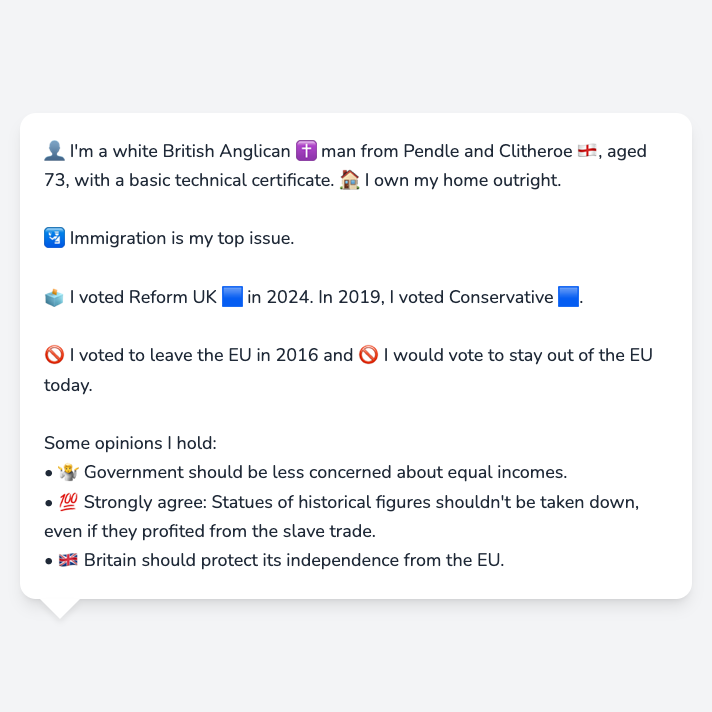 👤 I'm a white British Anglican ✝️ man from Pendle and Clitheroe 🏴󠁧󠁢󠁥󠁮󠁧󠁿, aged
73, with a basic technical certificate. 🏠 I own my home outright.
🛂 Immigration is my top issue.
🗳️ I voted Reform UK 🟦 in 2024. In 2019, I voted Conservative 🟦.
🚫 I voted to leave the EU in 2016 and 🚫 I would vote to stay out of the EU
today.
Some opinions I hold:
• 🤷 Government should be less concerned about equal incomes.
• 💯 Strongly agree: Statues of historical figures shouldn't be taken down,
even if they profited from the slave trade.
• 🇬🇧 Britain should protect its independence from the EU.